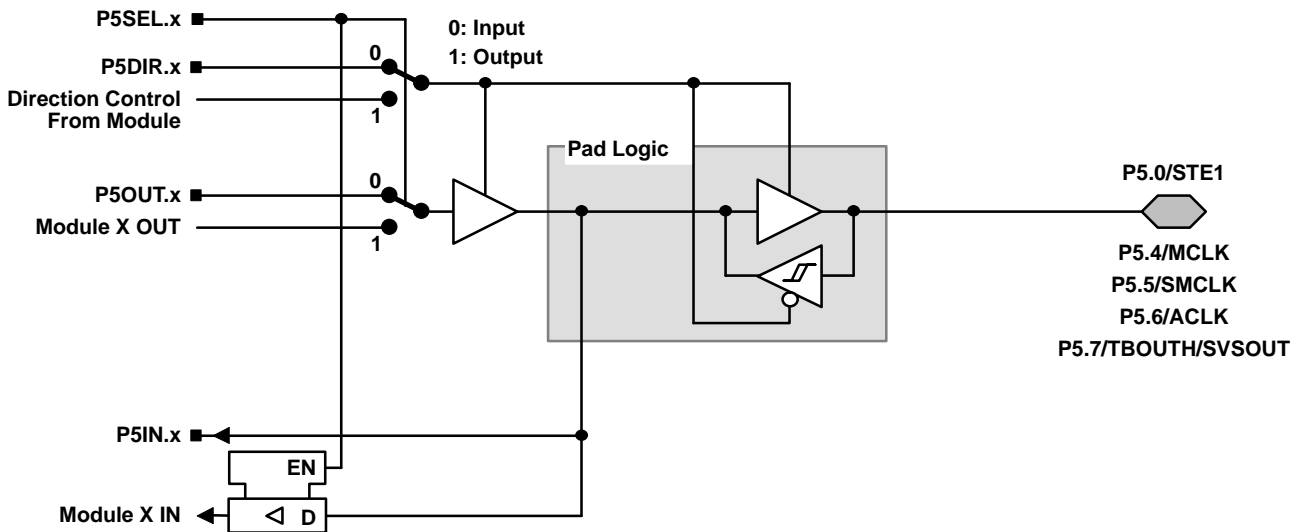 P5SEL.x
0: Input
1: Output
0
P5DIR.x
Direction Control
From Module
1
Pad Logic
P5.0/STE1
0
P5OUT.x
Module X OUT
1
P5.4/MCLK
P5.5/SMCLK
P5.6/ACLK
P5.7/TBOUTH/SVSOUT
P5IN.x
EN
Module X IN
D